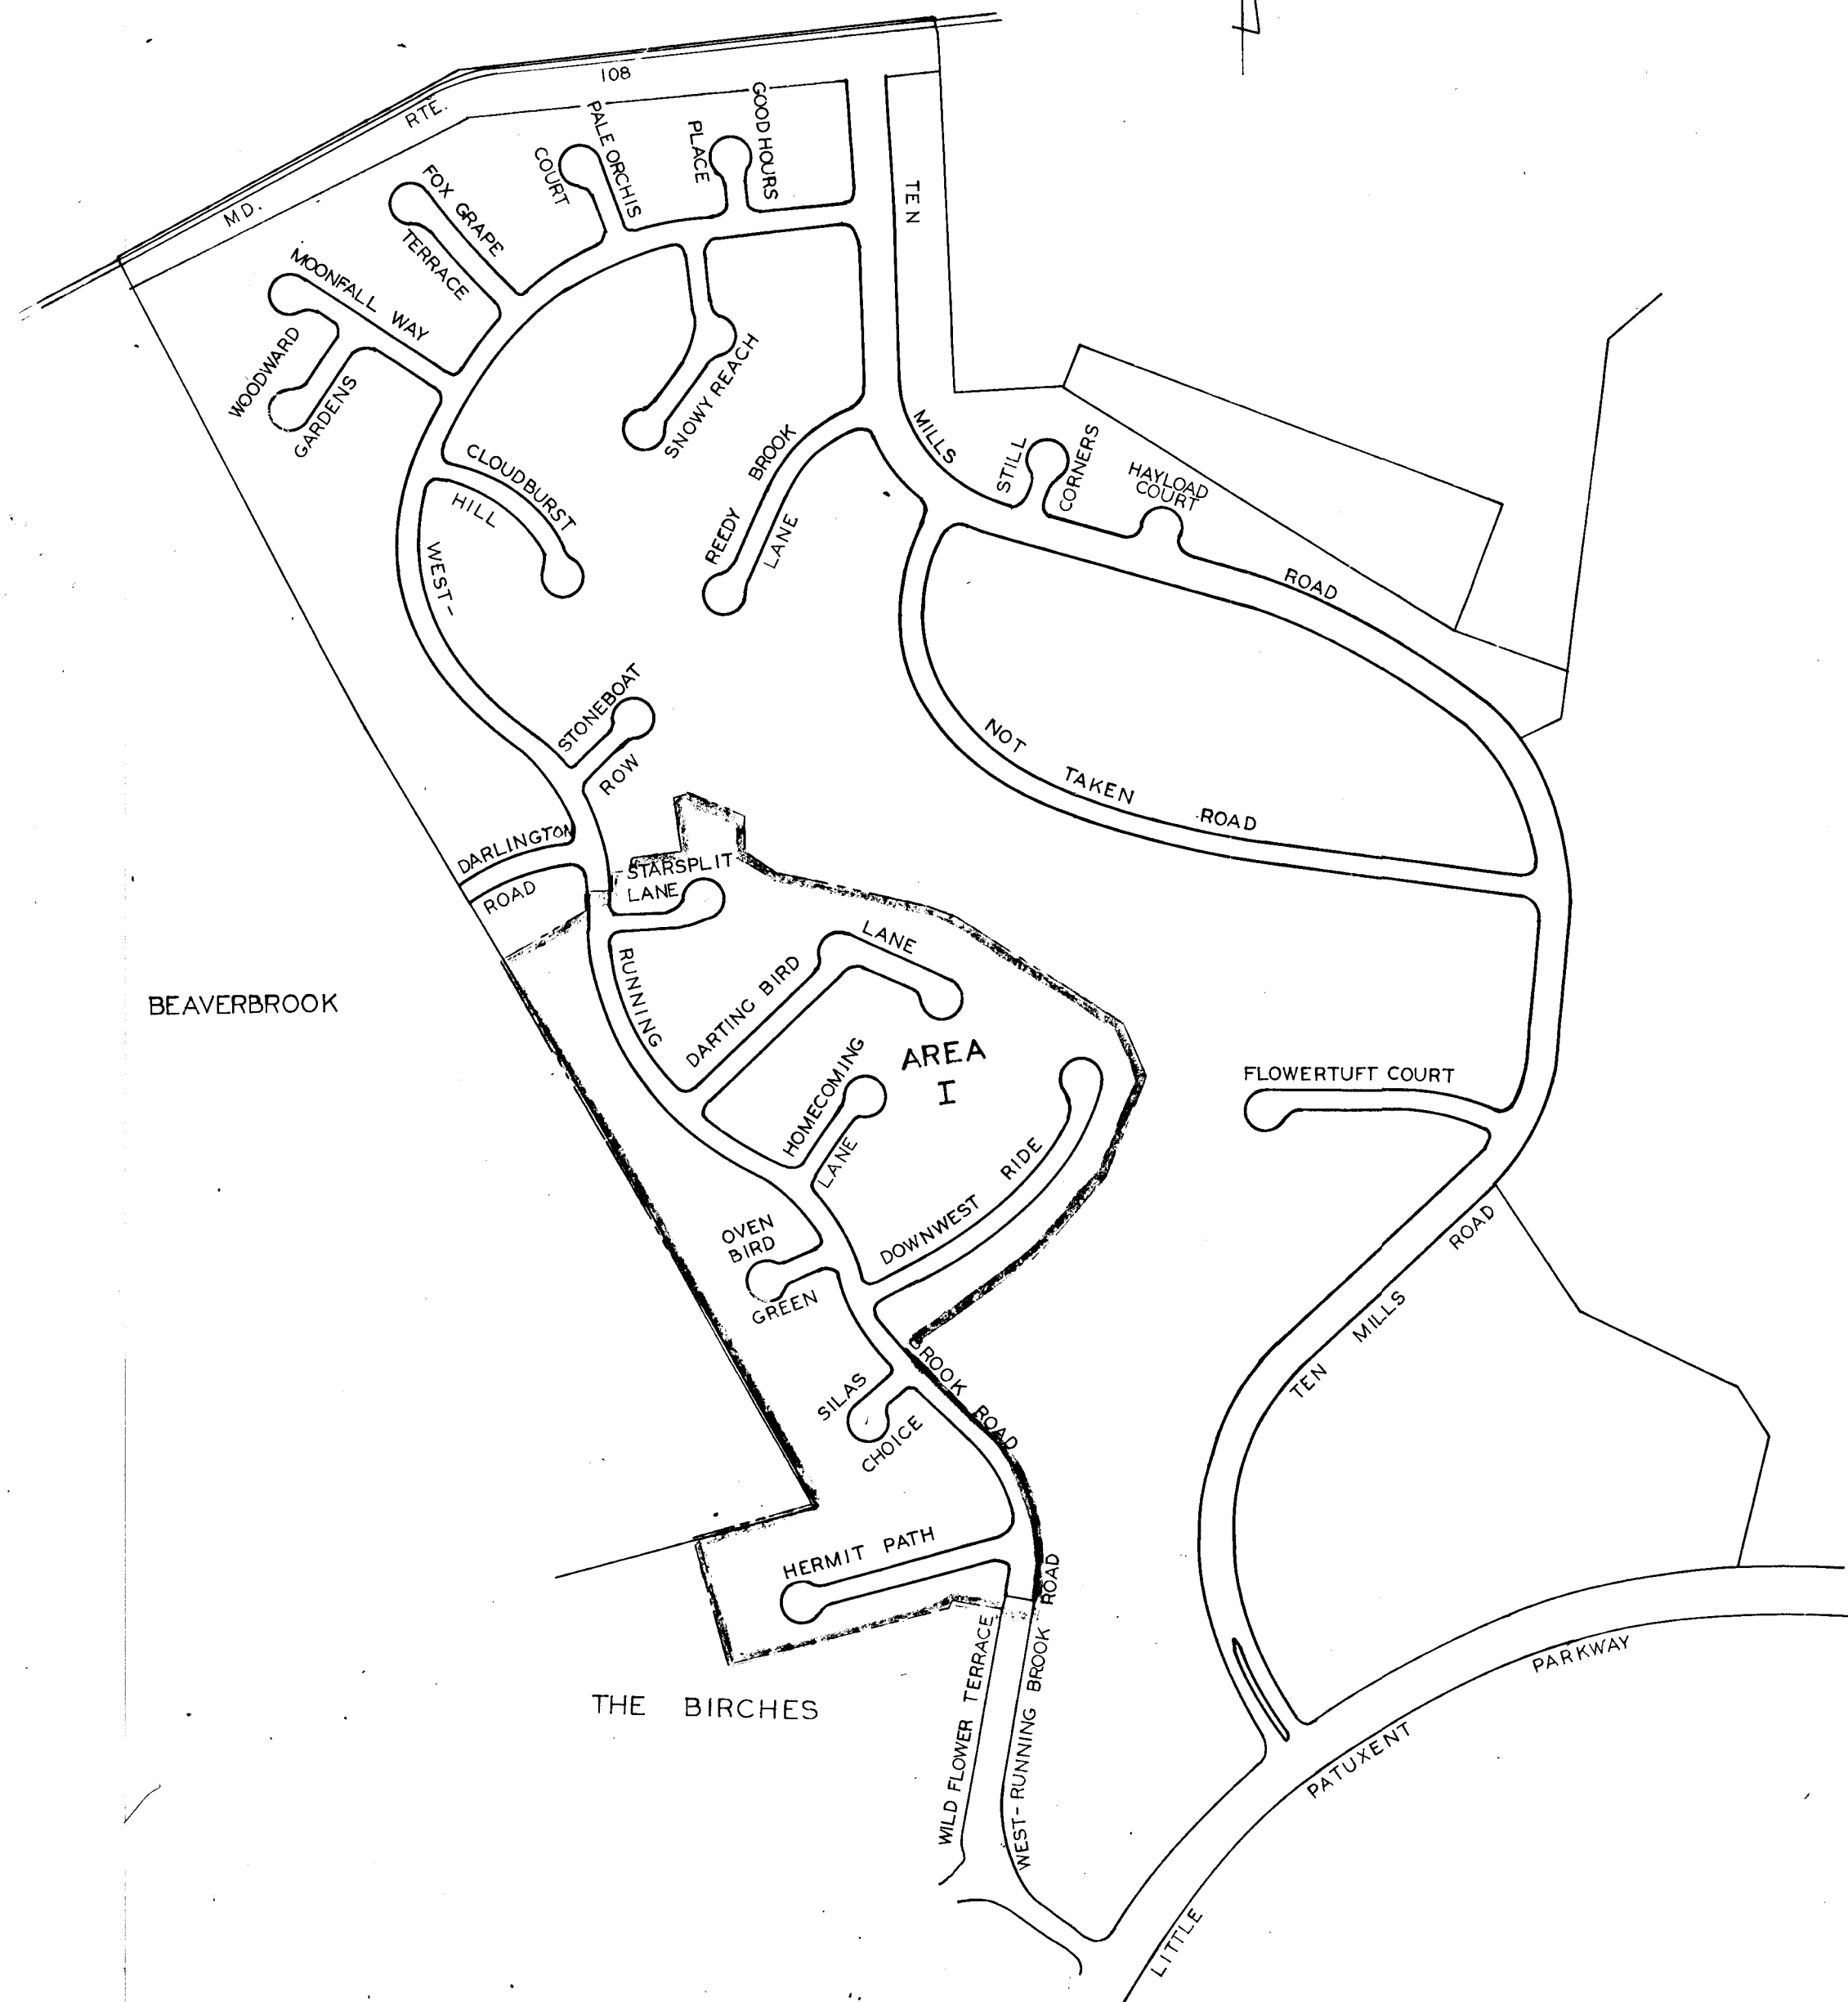 108
RTE.
MD.
GOOD HOURS
PLACE
PALE ORCHIS
COURT
FOX GRAPE
TERRACE
TEN
MOONFALL WAY
WOODWARD
GARDENS
SNOWY REACH
CLOUDBURST
HILL
BROOK
REEDY
LANE
MILLS
STILL
CORNERS
HAYLOAD
COURT
ROAD
WEST-
STONEBOAT
ROW
NOT
TAKEN
ROAD
DARLINGTON
ROAD
STARSPLIT
LANE
LANE
RUNNING
DARTING BIRD
BEAVERBROOK
AREA
I
HOMECOMING
LANE
FLOWERTUFT COURT
DOWNWEST RIDE
OVEN
BIRD
GREEN
ROAD
MILLS
TEN
BROOK
ROAD
SILAS
CHOICE
HERMIT PATH
ROAD
WILD FLOWER TERRACE
WEST-RUNNING BROOK
THE BIRCHES
PARKWAY
PATUXENT
LITTLE